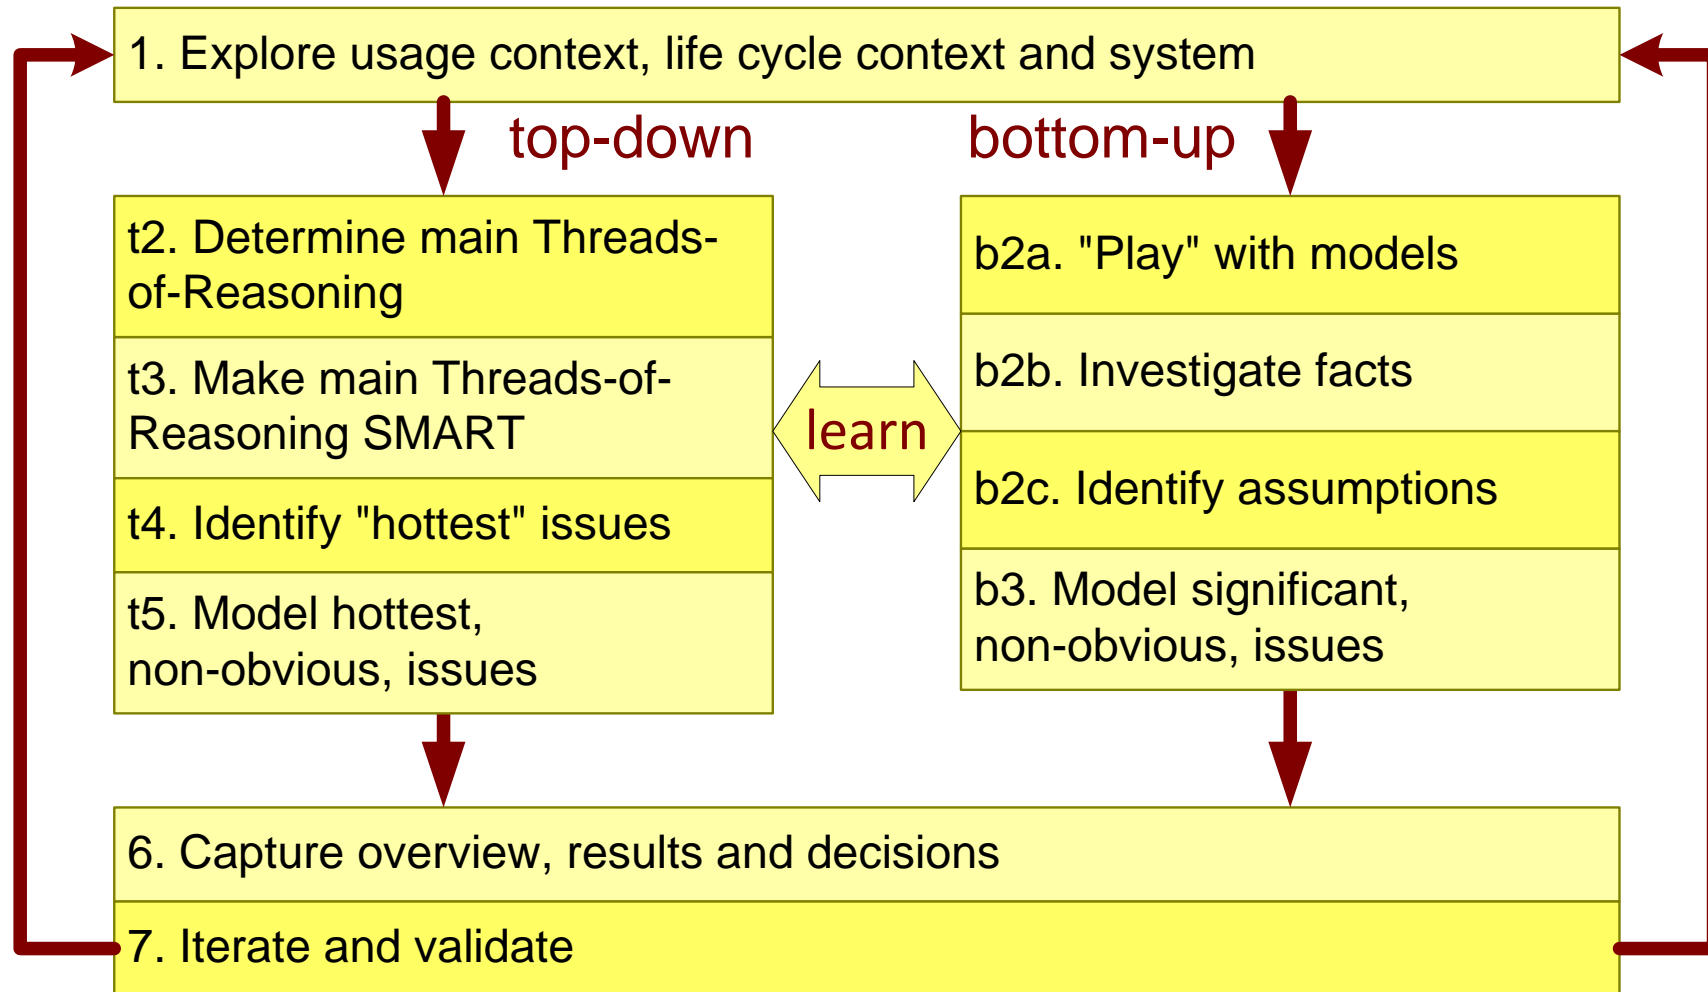 1. Explore usage context, life cycle context and system
top-down
bottom-up
t2. Determine main Threads-
of-Reasoning
t3. Make main Threads-of-
Reasoning SMART
t4. Identify "hottest" issues
t5. Model hottest,
non-obvious, issues
learn
b2a. "Play" with models
b2b. Investigate facts
b2c. Identify assumptions
b3. Model significant,
non-obvious, issues
6. Capture overview, results and decisions
7. Iterate and validate